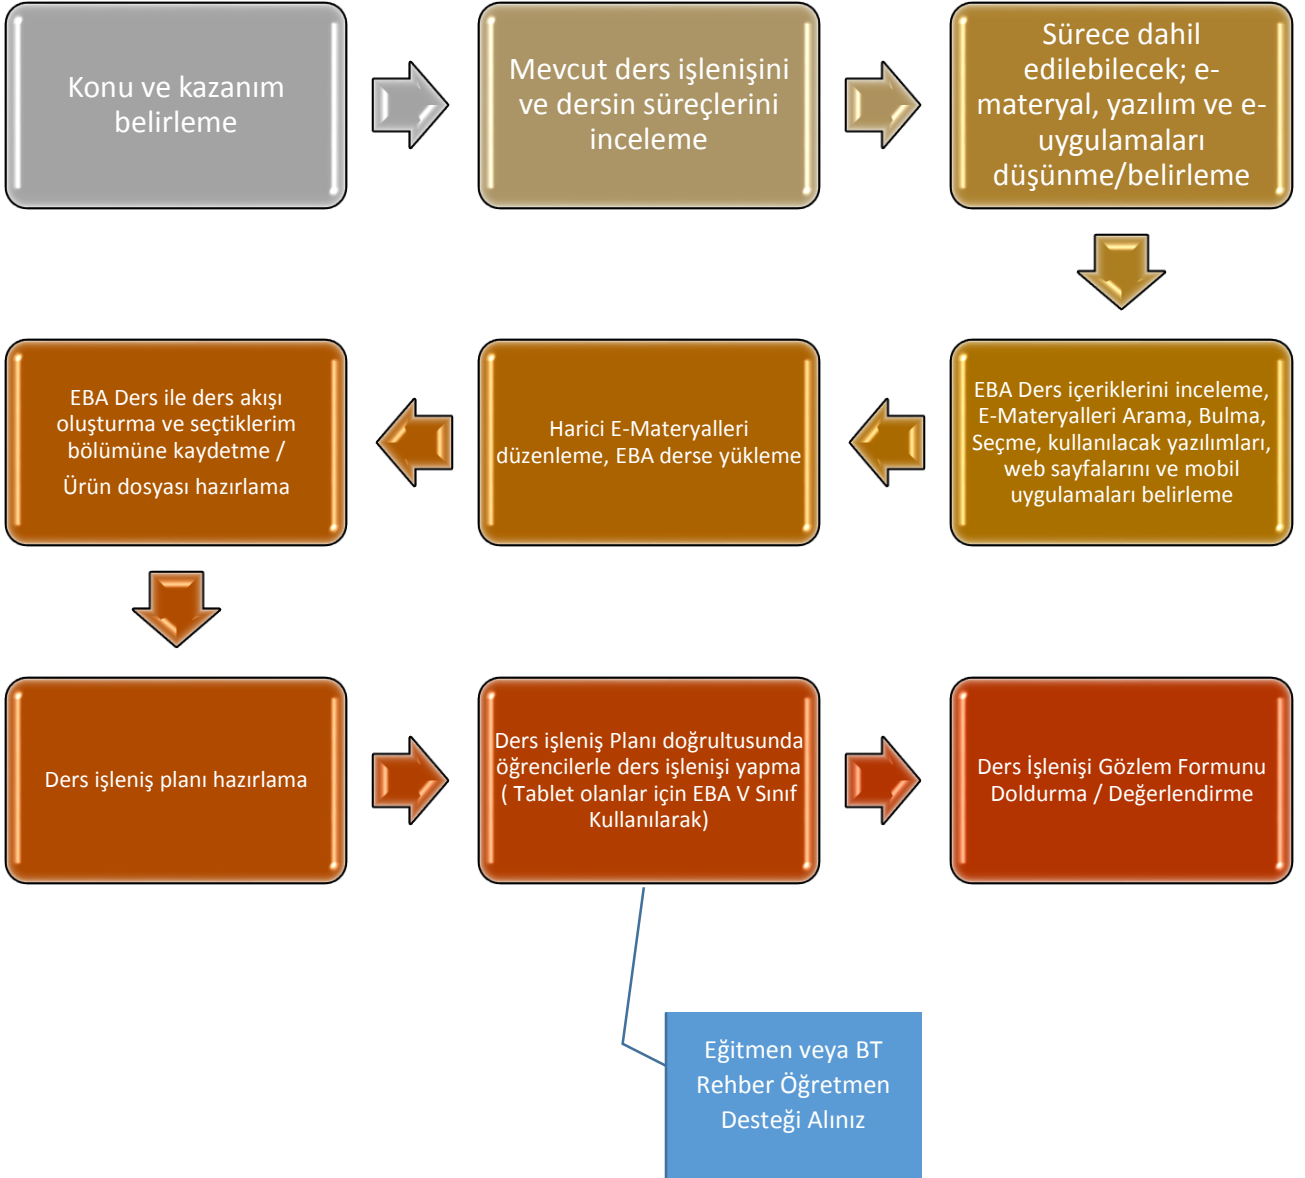 Konu ve kazanım
belirleme
Mevcut ders işlenişini
ve dersin süreçlerini
inceleme
Sürece dahil
edilebilecek; e-
materyal, yazılım ve e-
uygulamaları
düşünme/belirleme
EBA Ders içeriklerini inceleme,
E-Materyalleri Arama, Bulma,
Seçme, kullanılacak yazılımları,
web sayfalarını ve mobil
uygulamaları belirleme
Harici E-Materyalleri
düzenleme, EBA derse yükleme
EBA Ders ile ders akışı
oluşturma ve seçtiklerim
bölümüne kaydetme /
Ürün dosyası hazırlama
Ders işleniş planı hazırlama
Ders işleniş Planı doğrultusunda
öğrencilerle ders işlenişi yapma
( Tablet olanlar için EBA V Sınıf
Kullanılarak)
Ders İşlenişi Gözlem Formunu
Doldurma / Değerlendirme
Eğitmen veya BT
Rehber Öğretmen
Desteği Alınız